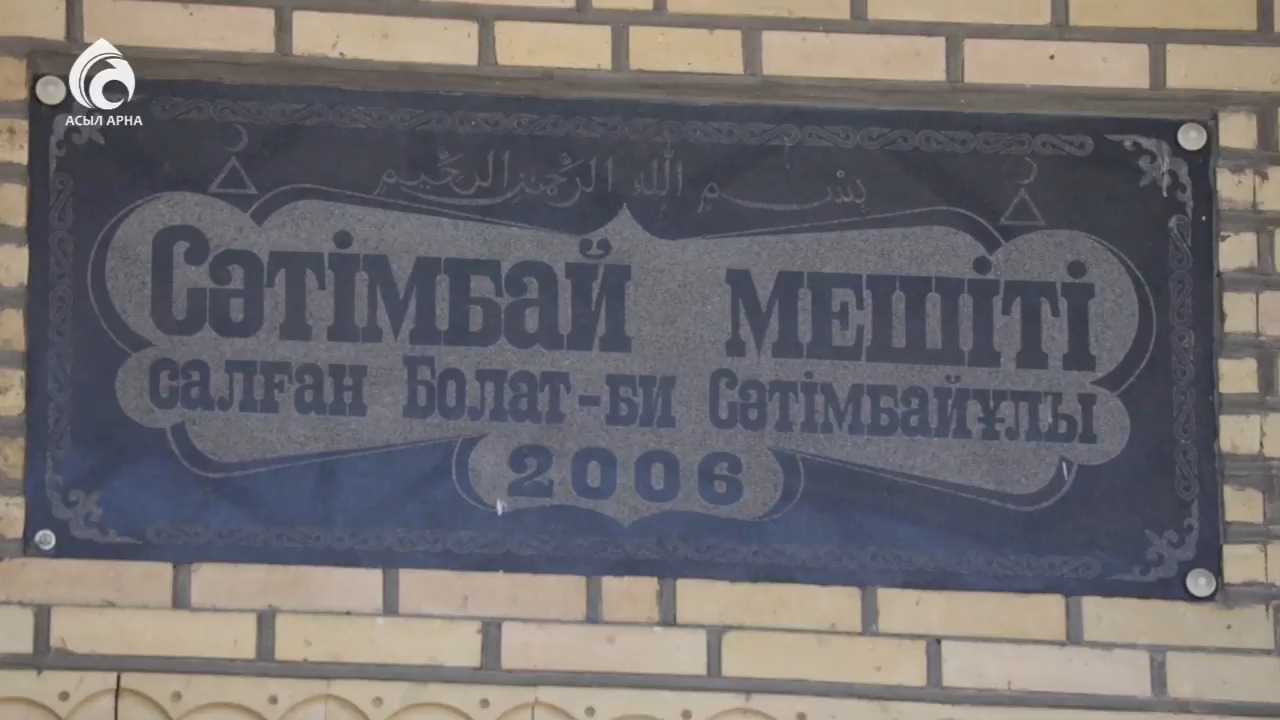 АСЫЛ АРНА
بسم الله الرحمن الرحيم
Сәтімбай мешіті
салған Болат-би Сәтімбайұлы
2006